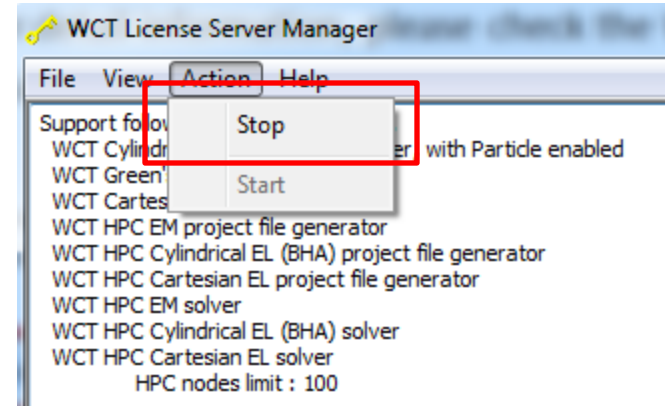 WCT License Server Manager
File View Action Help
Support follow
Stop
WCT Cylindr er with Particle enabled
WCT Green'
Start
WCT Cartes
WCT HPC EM project file generator
WCT HPC Cylindrical EL (BHA) project file generator
WCT HPC Cartesian EL project file generator
WCT HPC EM solver
WCT HPC Cylindrical EL (BHA) solver
WCT HPC Cartesian EL solver
HPC nodes limit : 100